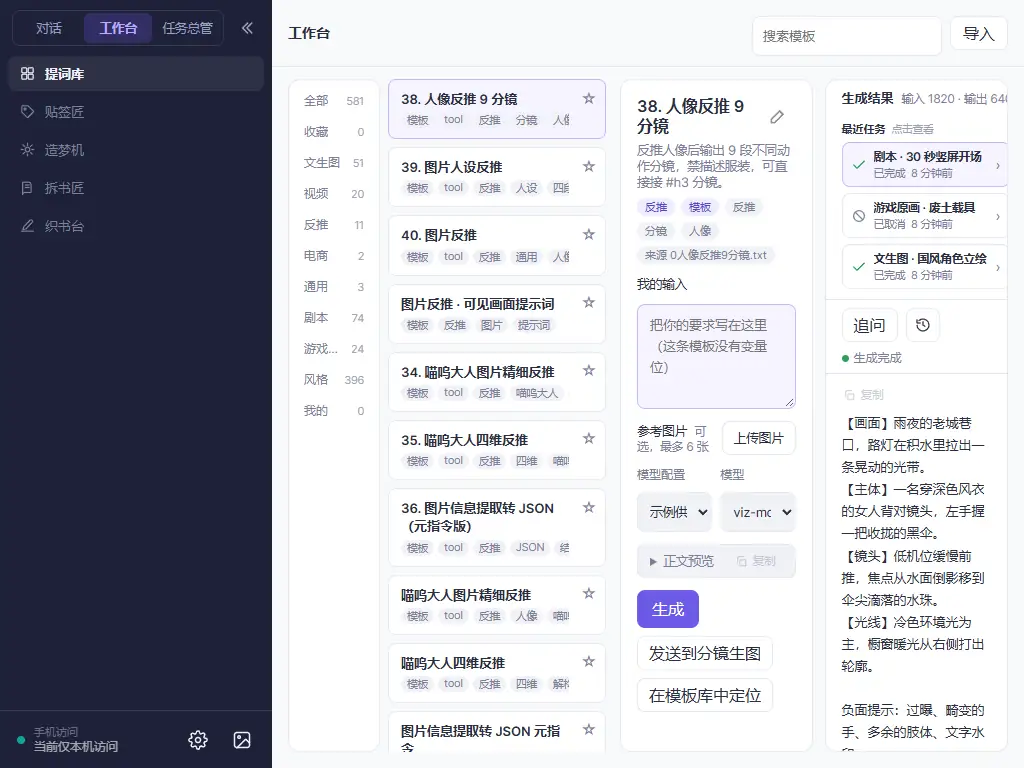 对话
工作台
任务总管
提词库
贴签匠
造梦机
拆书匠
织书台
手机访问
当前仅本机访问
工作台
搜索模板
导入
全部 581
收藏 0
文生图 51
视频 20
反推 11
电商 2
通用 3
剧本 74
游戏... 24
风格 396
我的 0
38. 人像反推 9 分镜
模板 tool 反推 分镜
39. 图片人设反推
模板 tool 反推 人设
40. 图片反推
模板 tool 反推 通用
图片反推 · 可见画面提示词
模板 反推 图片 提示词
34. 喵呜大人图片精细反推
模板 tool 反推 喵呜大人
35. 喵呜大人四维反推
模板 tool 反推 四维
36. 图片信息提取转 JSON
（元指令版）
模板 tool 反推 JSON
喵呜大人图片精细反推
模板 tool 反推 人像
喵呜大人四维反推
模板 tool 反推 四维
图片信息提取转 JSON 元指
令
38. 人像反推 9
分镜
反推人像后输出 9 段不同动
作分镜，禁描述服装，可直
接接 #h3 分镜。
反推 模板 反推
分镜 人像
来源 0人像反推9分镜.txt
我的输入
把你的要求写在这里
（这条模板没有变量
位）
参考图片 可
选，最多 6 张
上传图片
模型配置 模型
示例供 viz-mc
正文预览 复制
生成
发送到分镜生图
在模板库中定位
生成结果 输入 1820 · 输出 64
最近任务 点击查看
剧本 · 30 秒竖屏开场
已完成 8 分钟前
游戏原画 · 废土载具
已取消 8 分钟前
文生图 · 国风角色立绘
已完成 8 分钟前
追问
生成完成
复制
【画面】雨夜的老城巷
口，路灯在积水里拉出一
条晃动的光带。
【主体】一名穿深色风衣
的女人背对镜头，左手握
一把收拢的黑伞。
【镜头】低机位缓慢前
推，焦点从水面倒影移到
伞尖滴落的水珠。
【光线】冷色环境光为
主，橱窗暖光从右侧打出
轮廓。
负面提示：过曝、畸变的
手、多余的肢体、文字水